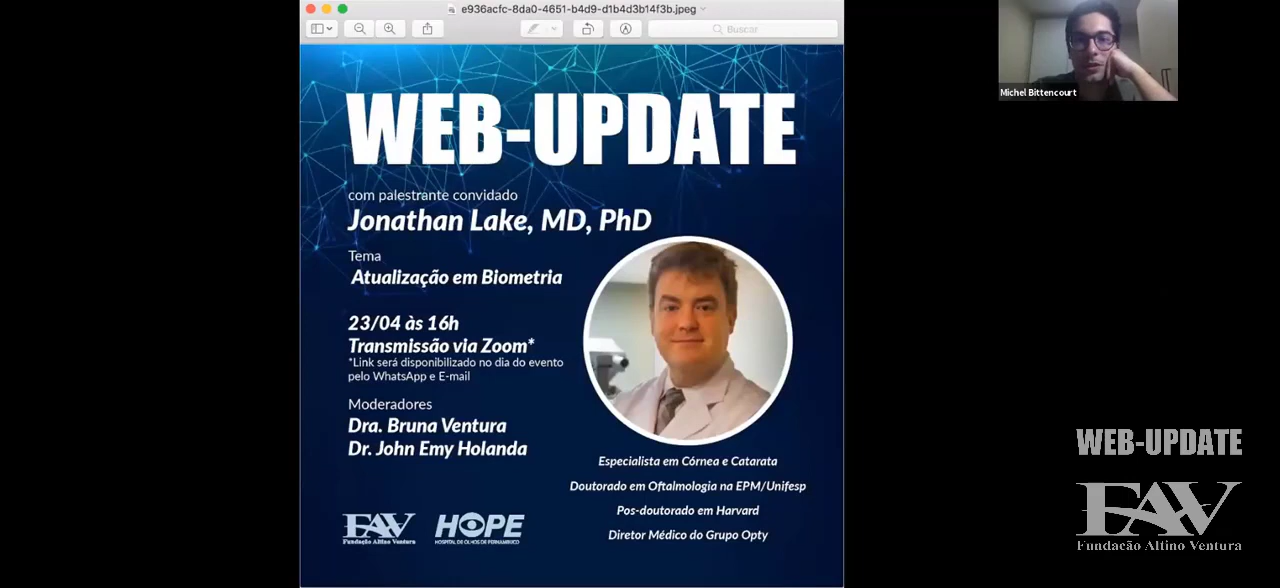 e936acfc-8da0-4651-b4d9-d1b4d3b14f3b.jpeg
Buscar
WEB-UPDATE
com palestrante convidado
Jonathan Lake, MD, PhD
Tema
Atualização em Biometria
23/04 às 16h
Transmissão via Zoom*
*Link será disponibilizado no dia do evento
pelo WhatsApp e E-mail
Moderadores
Dra. Bruna Ventura
Dr. John Emy Holanda
Especialista em Córnea e Catarata
Doutorado em Oftalmologia na EPM/Unifesp
Pos-doutorado em Harvard
Diretor Médico do Grupo Opty
FAV
Fundação Altino Ventura
HOPE
HOSPITAL DE OLHOS DE PERNAMBUCO
Michel Bittencourt
WEB-UPDATE
FAV
Fundação Altino Ventura